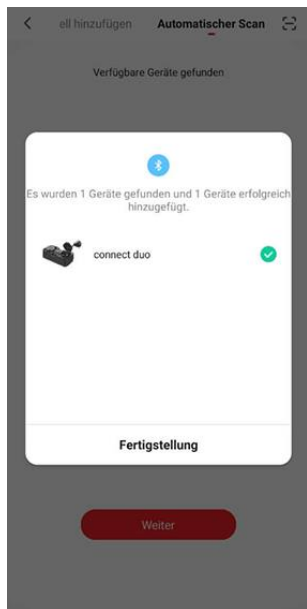 ell hinzufügen Automatischer Scan
Verfügbare Geräte gefunden
Es wurden 1 Geräte gefunden und 1 Geräte erfolgreich
hinzugefügt.
connect duo
Fertigstellung
Weiter